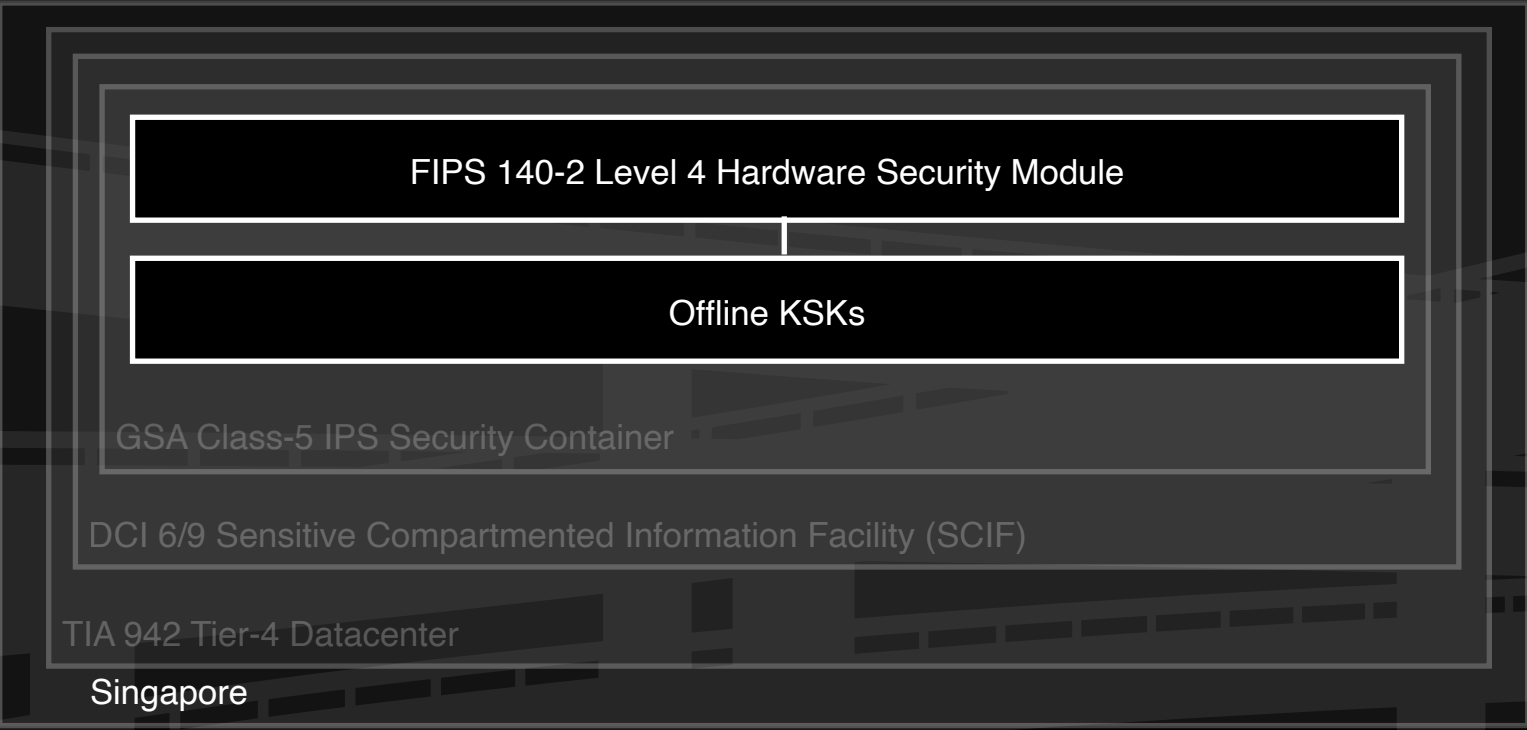 FIPS 140-2 Level 4 Hardware Security Module
Offline KSKs
GSA Class-5 IPS Security Container
DCI 6/9 Sensitive Compartmented Information Facility (SCIF)
TIA 942 Tier-4 Datacenter
Singapore